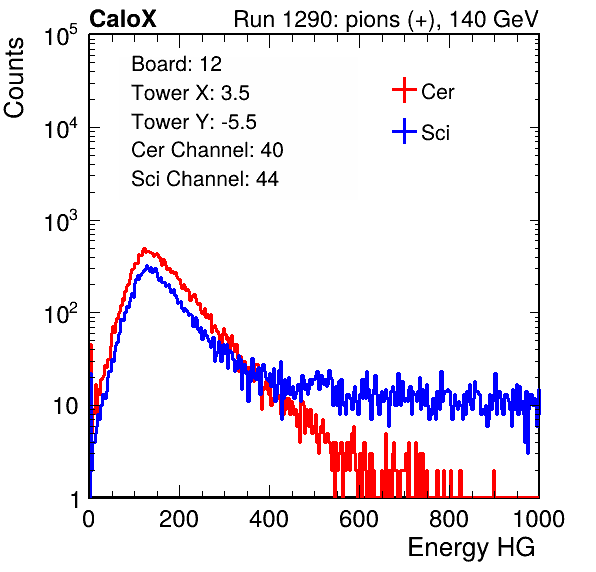 CaloX Run 1290: pions (+), 140 GeV
Counts
Board: 12
Tower X: 3.5
Tower Y: -5.5
Cer Channel: 40
Sci Channel: 44
Cer
Sci
10^5
10^4
10^3
10^2
10
1
0 200 400 600 800 1000
Energy HG